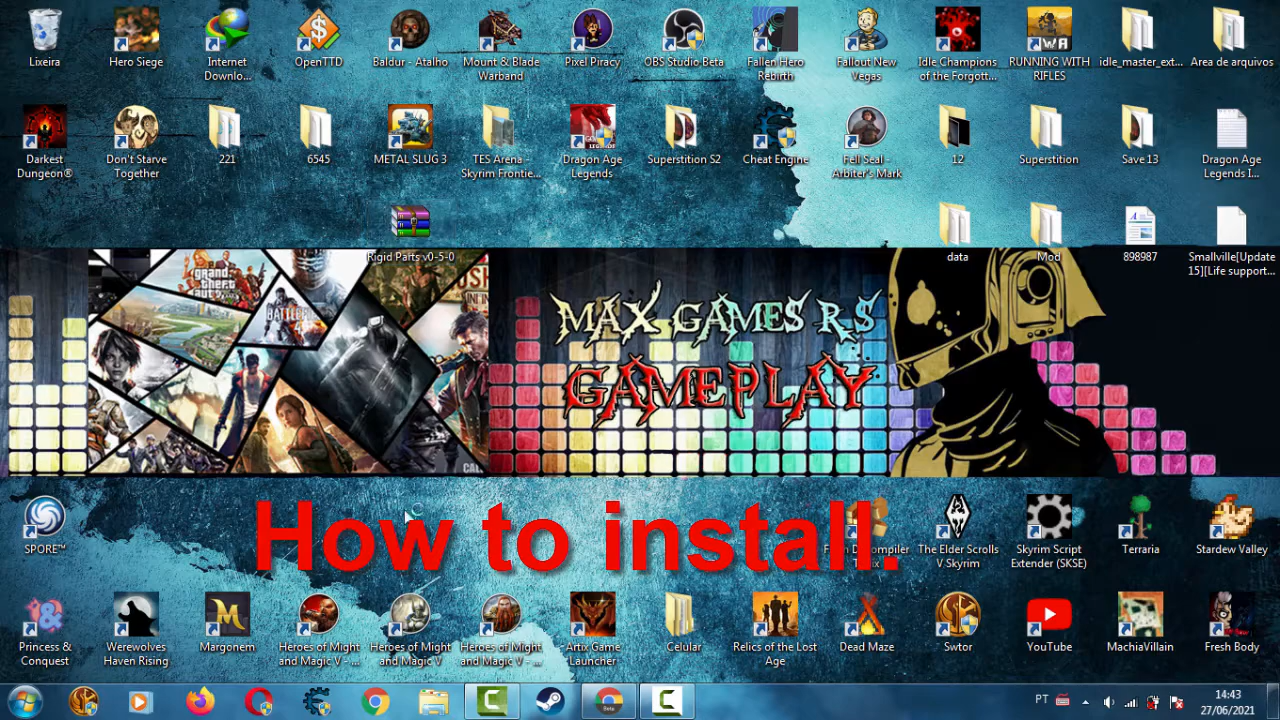 Lixeira
Hero Siege
Internet
Downlo...
OpenTTD
Baldur - Atalho
Mount & Blade
Warband
Pixel Piracy
OBS Studio Beta
Fallen Hero
Rebirth
Fallout New
Vegas
Idle Champions
of the Forgott...
RUNNING WITH
RIFLES
idle_master_ext...
Area de arquivos
Darkest
Dungeon®
Don't Starve
Together
221
6545
METAL SLUG 3
TES Arena -
Skyrim Frontie...
Dragon Age
Legends
Superstition S2
Cheat Engine
Fell Seal -
Arbiter's Mark
12
Superstition
Save 13
Dragon Age
Legends I...
Rigid Parts v0-5-0
data
Mod
898987
Smallville[Update
15][Life support...
grand
theft
auto
BATTLEFIELD
4
MAX GAMES R.S
GAMEPLAY
SPORE™
How to install.
The Elder Scrolls
V Skyrim
Skyrim Script
Extender (SKSE)
Terraria
Stardew Valley
Princess &
Conquest
Werewolves
Haven Rising
Margonem
Heroes of Might
and Magic V - ...
Heroes of Might
and Magic V
Heroes of Might
and Magic V - ...
Artix Game
Launcher
Celular
Relics of the Lost
Age
Dead Maze
Swtor
YouTube
MachiaVillain
Fresh Body
PT
14:43
27/06/2021